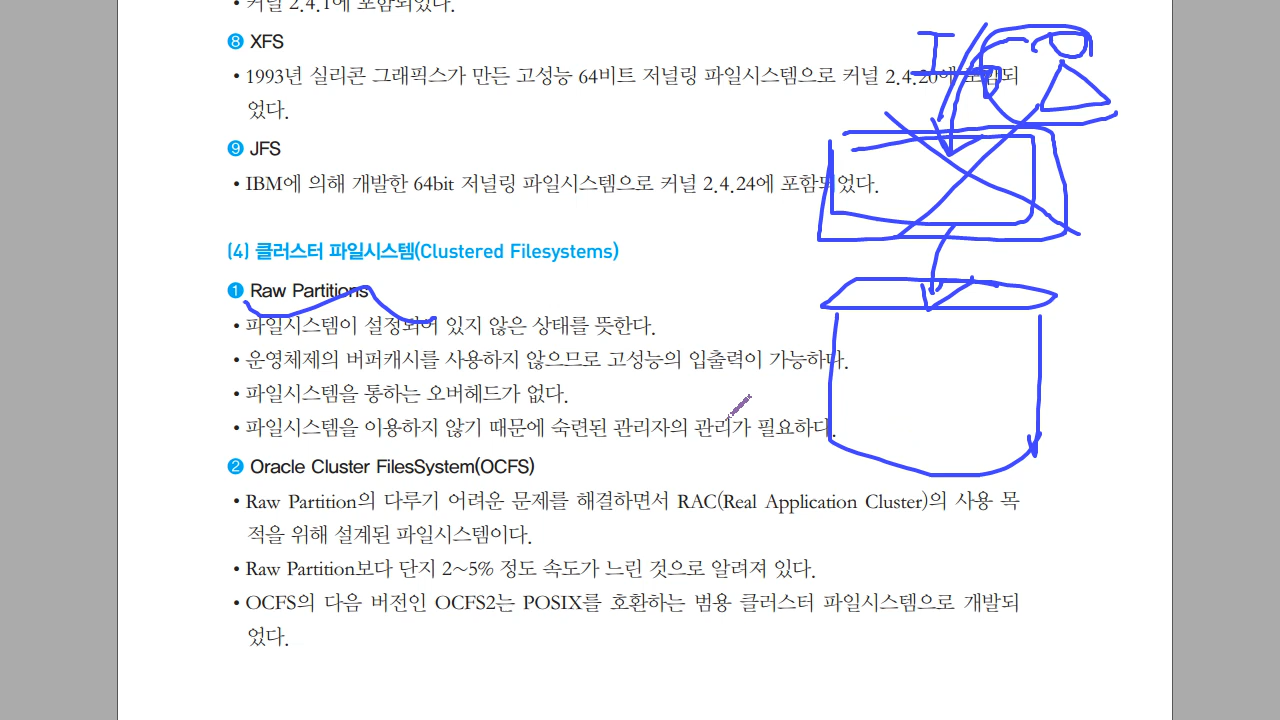 • 커널 2.4.1에 포함되었다.
❽ XFS
• 1993년 실리콘 그래픽스가 만든 고성능 64비트 저널링 파일시스템으로 커널 2.4.20에 포함되
었다.
❾ JFS
• IBM에 의해 개발한 64bit 저널링 파일시스템으로 커널 2.4.24에 포함되었다.
(4) 클러스터 파일시스템(Clustered Filesystems)
❶ Raw Partitions
• 파일시스템이 설정되어 있지 않은 상태를 뜻한다.
• 운영체제의 버퍼캐시를 사용하지 않으므로 고성능의 입출력이 가능하다.
• 파일시스템을 통하는 오버헤드가 없다.
• 파일시스템을 이용하지 않기 때문에 숙련된 관리자의 관리가 필요하다.
❷ Oracle Cluster FilesSystem(OCFS)
• Raw Partition의 다루기 어려운 문제를 해결하면서 RAC(Real Application Cluster)의 사용 목
적을 위해 설계된 파일시스템이다.
• Raw Partition보다 단지 2~5% 정도 속도가 느린 것으로 알려져 있다.
• OCFS의 다음 버전인 OCFS2는 POSIX를 호환하는 범용 클러스터 파일시스템으로 개발되
었다.